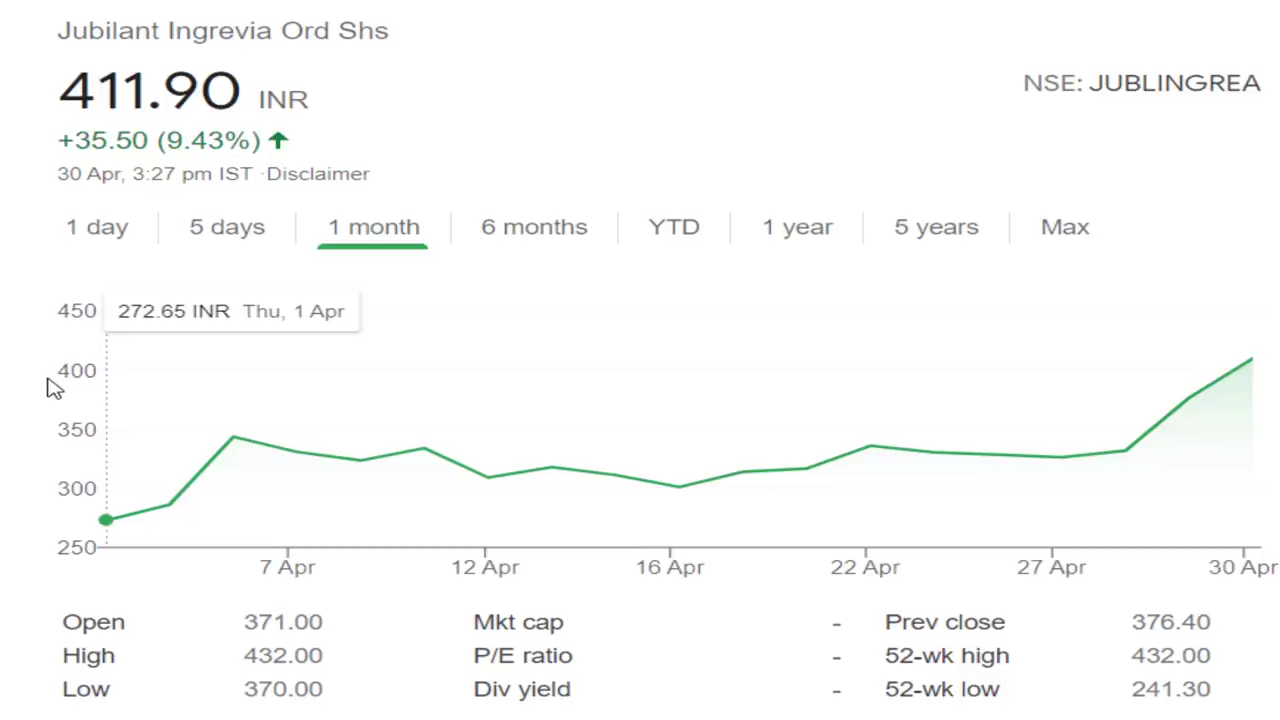 Jubilant Ingrevia Ord Shs
411.90 INR
NSE: JUBLINGREA
+35.50 (9.43%)
30 Apr, 3:27 pm IST · Disclaimer
1 day 5 days 1 month 6 months YTD 1 year 5 years Max
450 272.65 INR Thu, 1 Apr
400
350
300
250
7 Apr 12 Apr 16 Apr 22 Apr 27 Apr 30 Apr
Open 371.00 Mkt cap - Prev close 376.40
High 432.00 P/E ratio - 52-wk high 432.00
Low 370.00 Div yield - 52-wk low 241.30